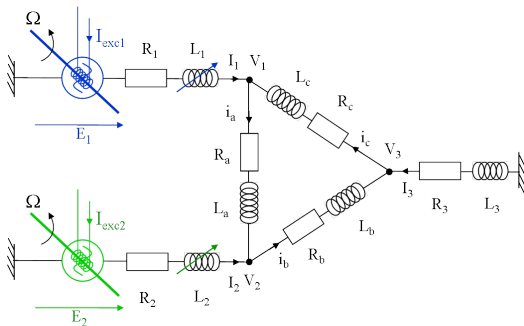 Ω
I_exc1
R_1
L_1
I_1
V_1
L_c
R_c
i_a
i_c
V_3
E_1
R_a
I_3
R_3
L_3
Ω
I_exc2
L_a
L_b
R_b
i_b
R_2
L_2
I_2
V_2
E_2